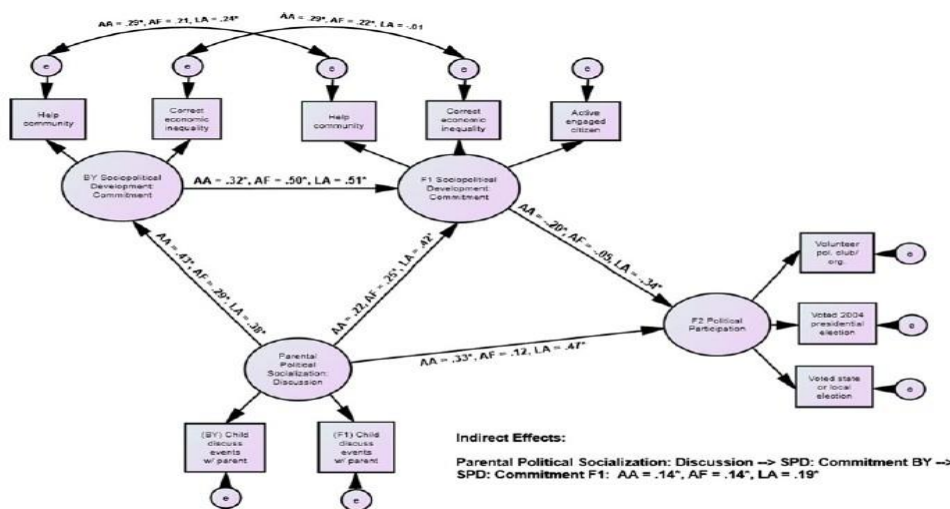 AA = .29*, AF = .21, LA = .24*
AA = .29*, AF = .22*, LA = -.01
e
e
e
e
e
Help
community
Correct
economic
inequality
Help
community
Correct
economic
inequality
Active
engaged
citizen
BY Sociopolitical
Development:
Commitment
AA = .32*, AF = .50*, LA = .51*
F1 Sociopolitical
Development:
Commitment
AA = .43*, AF = .29*, LA = .38*
AA = .22, AF = .25*, LA = .42*
AA = -.20*, AF = -.05, LA = -.34*
Volunteer
pol. club/
org.
e
F2 Political
Participation
Voted 2004
presidential
election
e
Parental
Political
Socialization:
Discussion
AA = .33*, AF = .12, LA = .47*
Voted state
or local
election
e
(BY) Child
discuss
events
w/ parent
(F1) Child
discuss
events
w/ parent
e
e
Indirect Effects:
Parental Political Socialization: Discussion --> SPD: Commitment BY -->
SPD: Commitment F1: AA = .14*, AF = .14*, LA = .19*